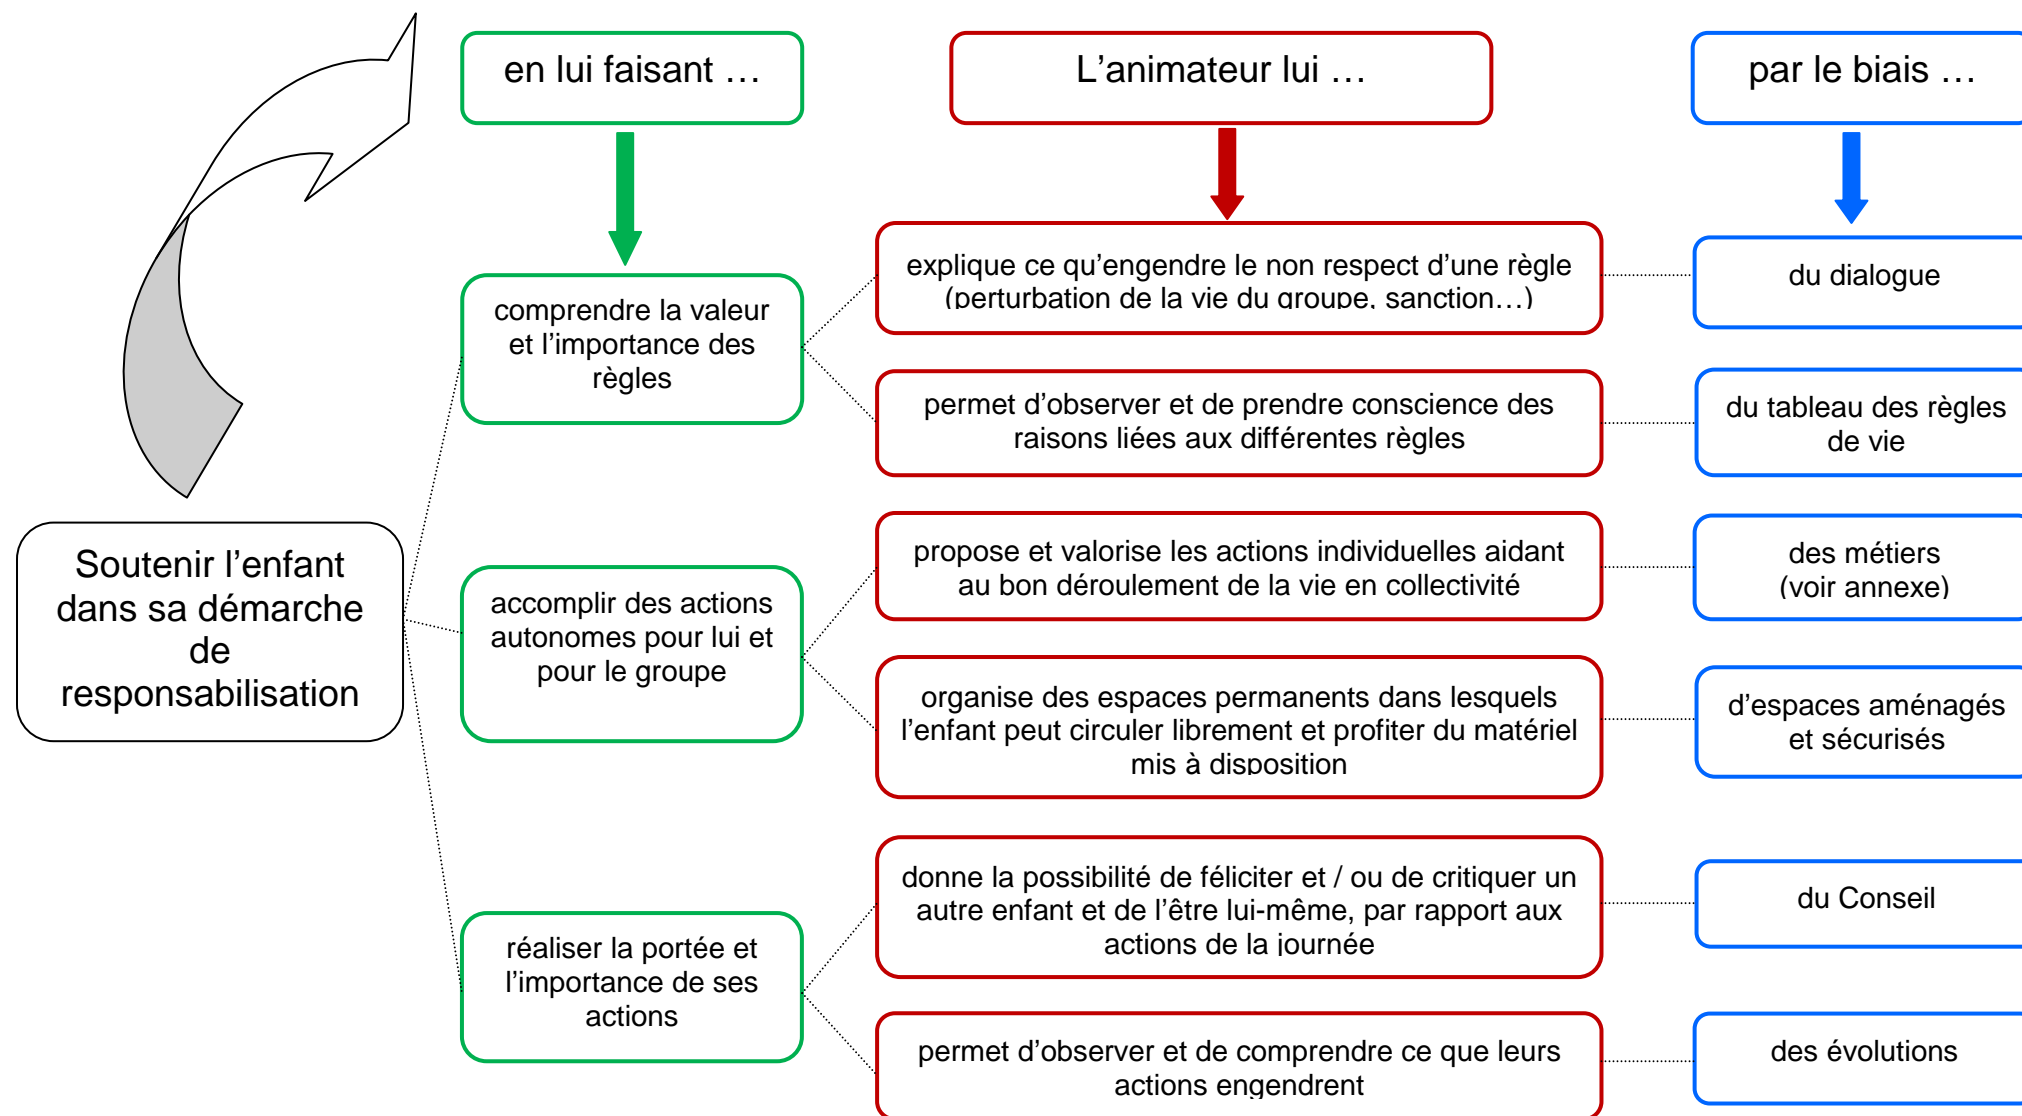 en lui faisant …
L’animateur lui …
par le biais …
explique ce qu’engendre le non respect d’une règle
(perturbation de la vie du groupe, sanction…)
du dialogue
comprendre la valeur
et l’importance des
règles
permet d’observer et de prendre conscience des
raisons liées aux différentes règles
du tableau des règles
de vie
Soutenir l’enfant
dans sa démarche
de
responsabilisation
propose et valorise les actions individuelles aidant
au bon déroulement de la vie en collectivité
des métiers
(voir annexe)
accomplir des actions
autonomes pour lui et
pour le groupe
organise des espaces permanents dans lesquels
l’enfant peut circuler librement et profiter du matériel
mis à disposition
d’espaces aménagés
et sécurisés
donne la possibilité de féliciter et / ou de critiquer un
autre enfant et de l’être lui-même, par rapport aux
actions de la journée
du Conseil
réaliser la portée et
l’importance de ses
actions
permet d’observer et de comprendre ce que leurs
actions engendrent
des évolutions